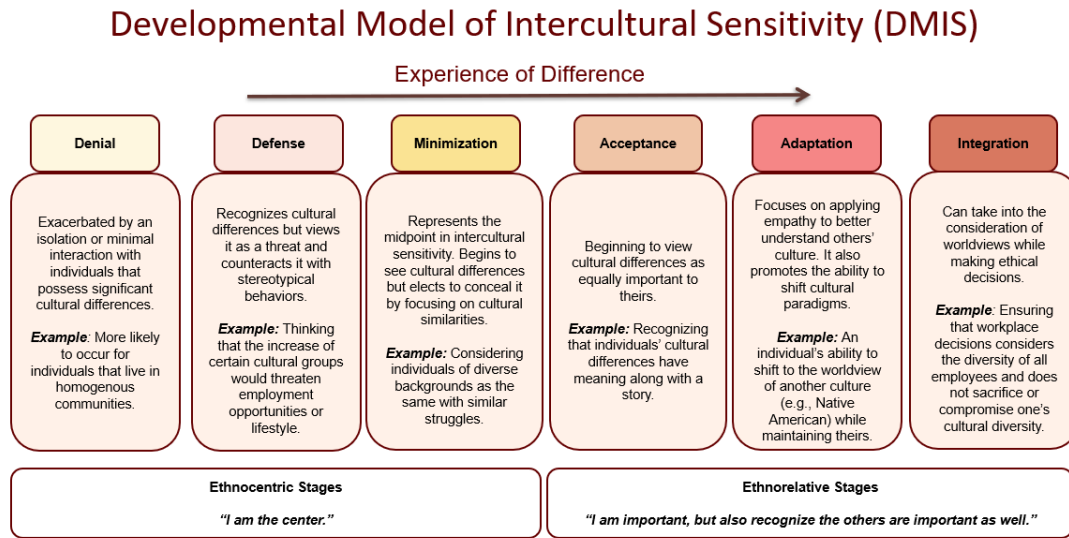 Developmental Model of Intercultural Sensitivity (DMIS)
Experience of Difference
Denial
Exacerbated by an
isolation or minimal
interaction with
individuals that
possess significant
cultural differences.
Example: More likely
to occur for
individuals that live in
homogenous
communities.
Defense
Recognizes cultural
differences but views
it as a threat and
counteracts it with
stereotypical
behaviors.
Example: Thinking
that the increase of
certain cultural groups
would threaten
employment
opportunities or
lifestyle.
Minimization
Represents the
midpoint in intercultural
sensitivity. Begins to
see cultural differences
but elects to conceal it
by focusing on cultural
similarities.
Example: Considering
individuals of diverse
backgrounds as the
same with similar
struggles.
Acceptance
Beginning to view
cultural differences as
equally important to
theirs.
Example: Recognizing
that individuals’ cultural
differences have
meaning along with a
story.
Adaptation
Focuses on applying
empathy to better
understand others’
culture. It also
promotes the ability to
shift cultural
paradigms.
Example: An
individual’s ability to
shift to the worldview
of another culture
(e.g., Native
American) while
maintaining theirs.
Integration
Can take into the
consideration of
worldviews while
making ethical
decisions.
Example: Ensuring
that workplace
decisions considers
the diversity of all
employees and does
not sacrifice or
compromise one’s
cultural diversity.
Ethnocentric Stages
“I am the center.”
Ethnorelative Stages
“I am important, but also recognize the others are important as well.”